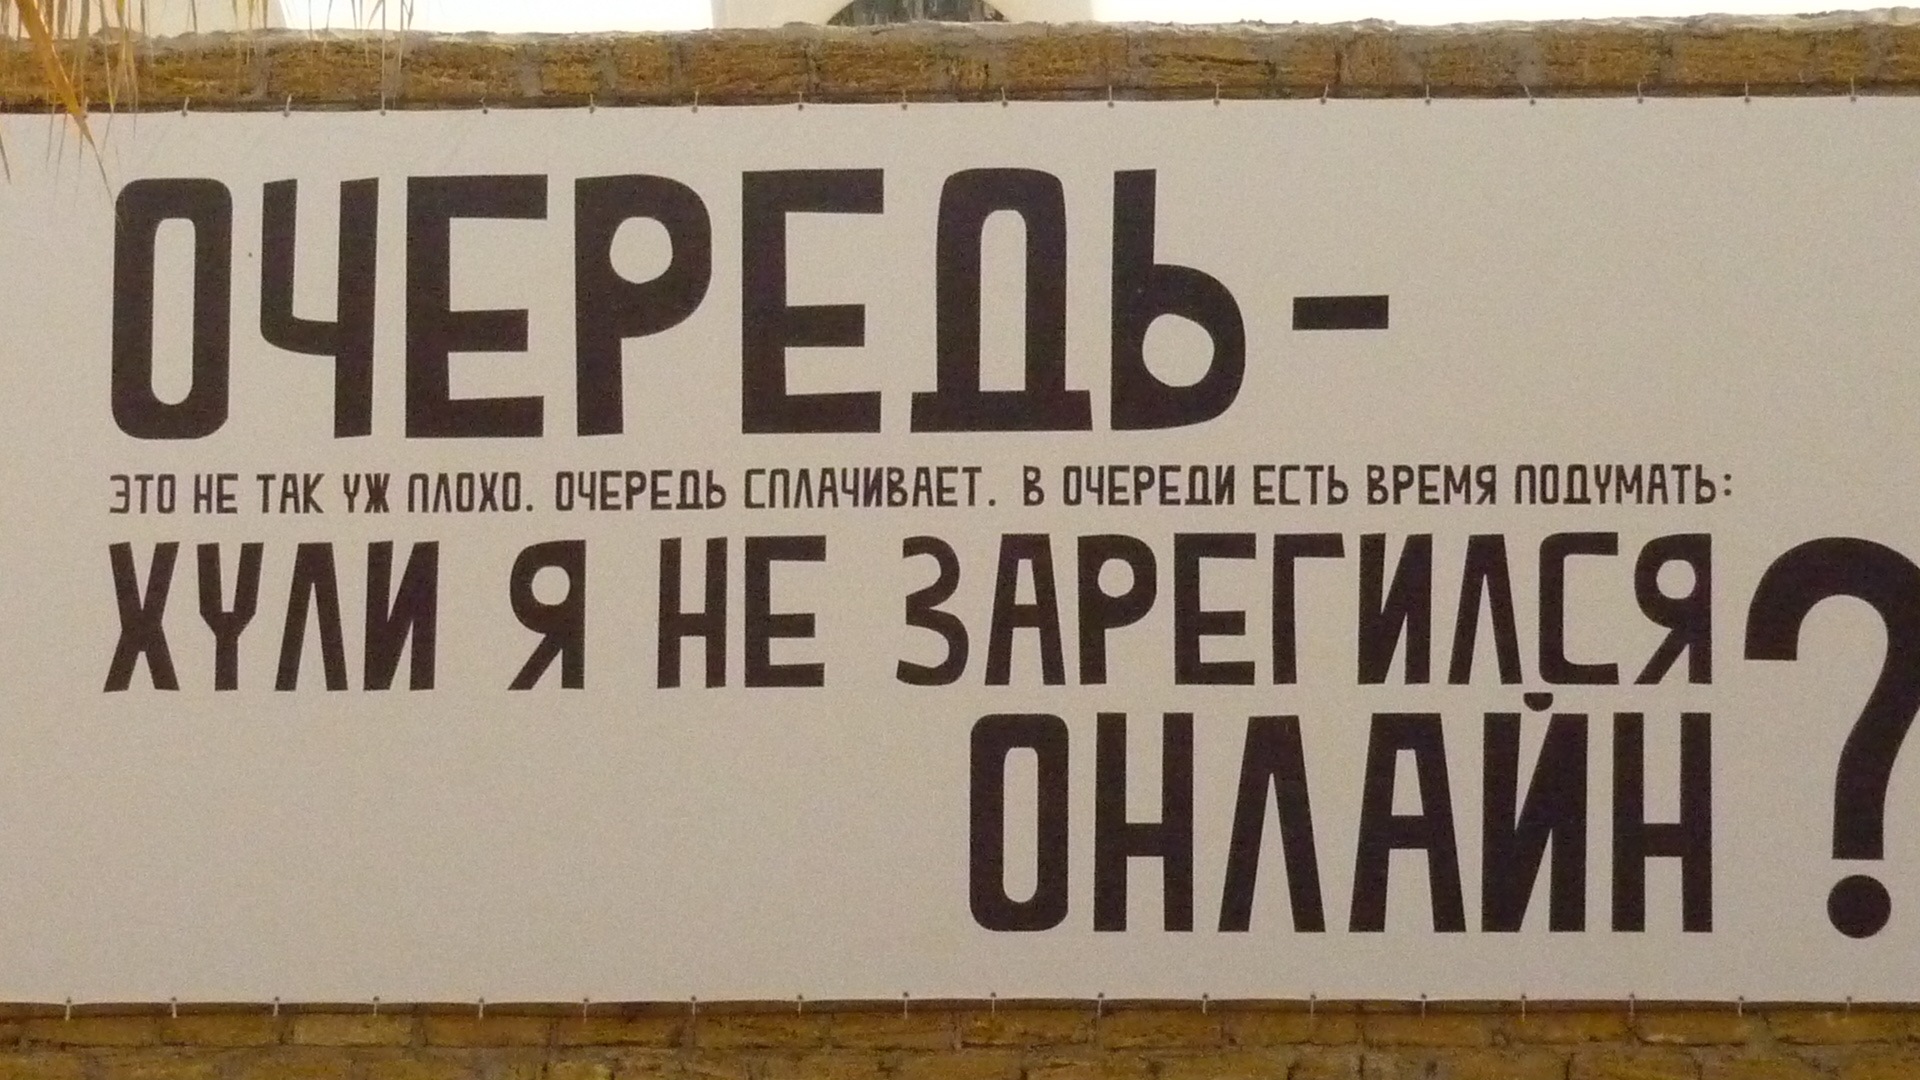 ОЧЕРЕДЬ-
ЭТО НЕ ТАК УЖ ПЛОХО. ОЧЕРЕДЬ СПЛАЧИВАЕТ. В ОЧЕРЕДИ ЕСТЬ ВРЕМЯ ПОДУМАТЬ:
ХУЛИ Я НЕ ЗАРЕГИЛСЯ
ОНЛАЙН?